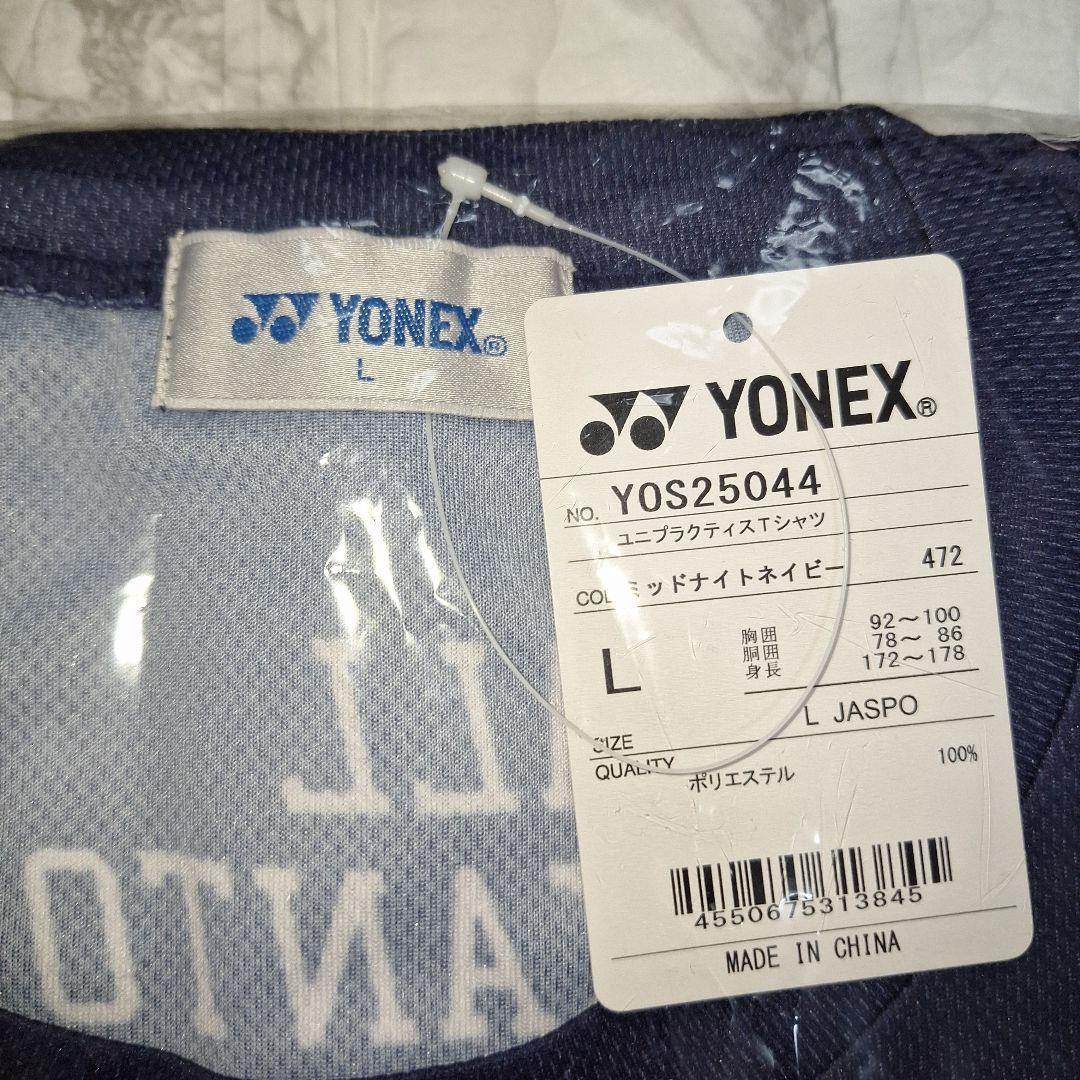 YONEX®
L
YONEX®
NO. YOS25044
ユニプラクティスTシャツ
COL ミッドナイトネイビー 472
L
胸囲 92～100
胴囲 78～ 86
身長 172～178
L JASPO
SIZE
QUALITY ポリエステル 100%
4550675313845
MADE IN CHINA
LL
ANTO